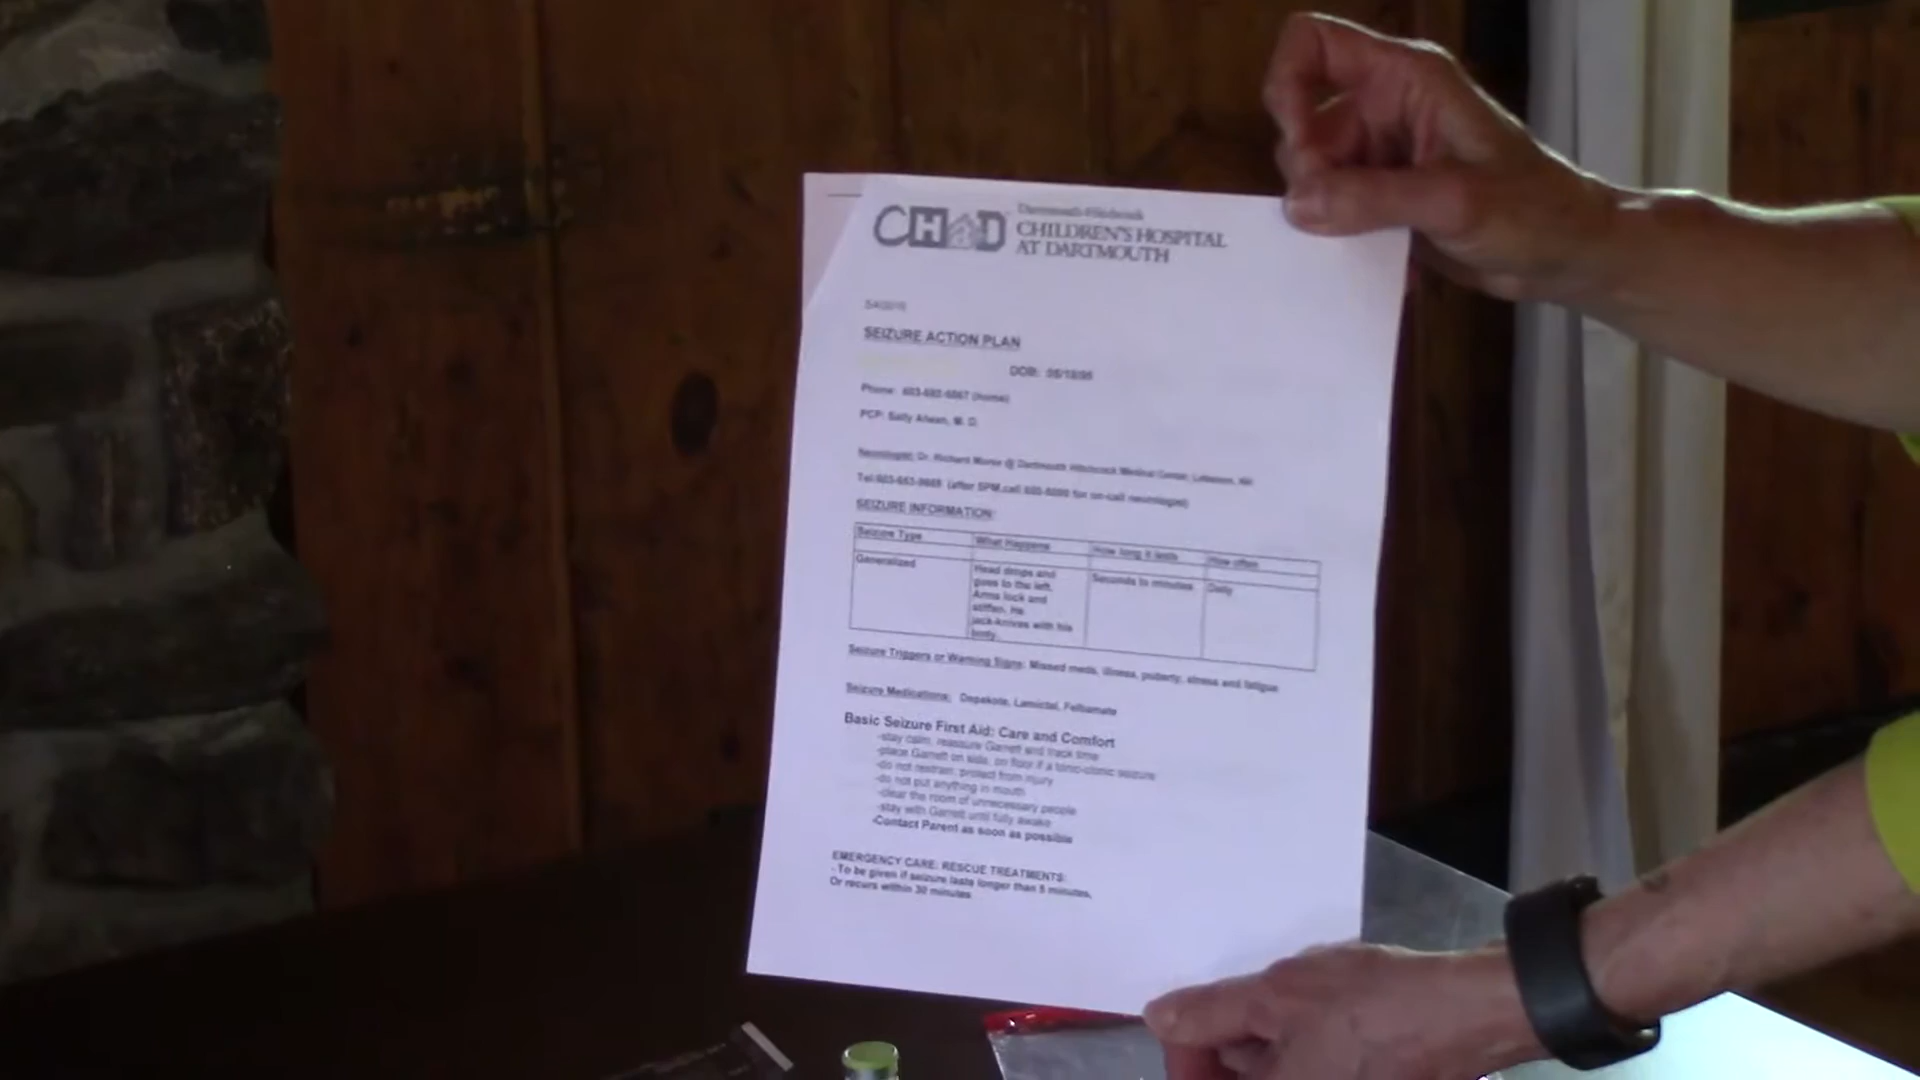 CHaD Dartmouth-Hitchcock
CHILDREN'S HOSPITAL
AT DARTMOUTH
SEIZURE ACTION PLAN
DOB:
Phone: (home)
PCP: Sally M. D.
Neurologist: Dr. Richard Morse @ Dartmouth Hitchcock Medical Center, Lebanon, NH
(after 5PM,call for on-call neurologist)
SEIZURE INFORMATION:
Seizure Type What Happens How long it lasts How often
Generalized Head drops and Seconds to minutes Daily
goes to the left.
Arms lock and
stiffen. He
jack-knives with his
body.
Seizure Triggers or Warning Signs: Missed meds, illness, puberty, stress and fatigue
Seizure Medications: Depakote, Lamictal, Felbamate
Basic Seizure First Aid: Care and Comfort
-stay calm, reassure Garrett and track time
-place Garrett on side, on floor if a tonic-clonic seizure
-do not restrain, protect from injury
-do not put anything in mouth
-clear the room of unnecessary people
-stay with Garrett until fully awake
-Contact Parent as soon as possible
EMERGENCY CARE: RESCUE TREATMENTS:
- To be given if seizure lasts longer than 5 minutes,
Or recurs within 30 minutes